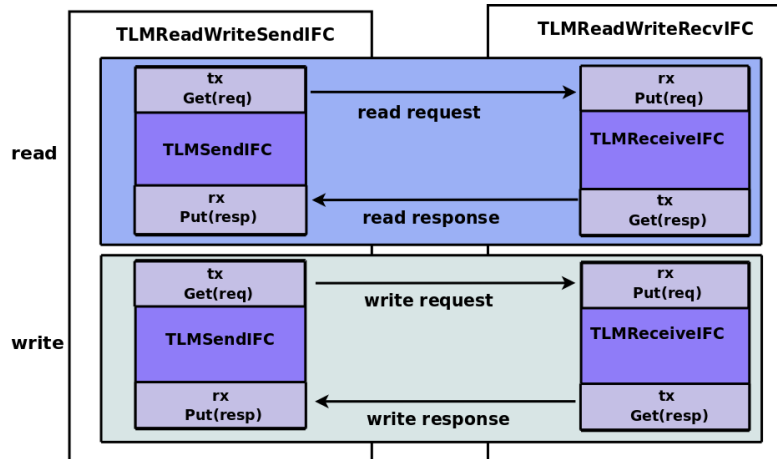 TLMReadWriteSendIFC
TLMReadWriteRecvIFC
read
tx
Get(req)
read request
rx
Put(req)
TLMSendIFC
TLMReceiveIFC
rx
Put(resp)
read response
tx
Get(resp)
write
tx
Get(req)
write request
rx
Put(req)
TLMSendIFC
TLMReceiveIFC
rx
Put(resp)
write response
tx
Get(resp)